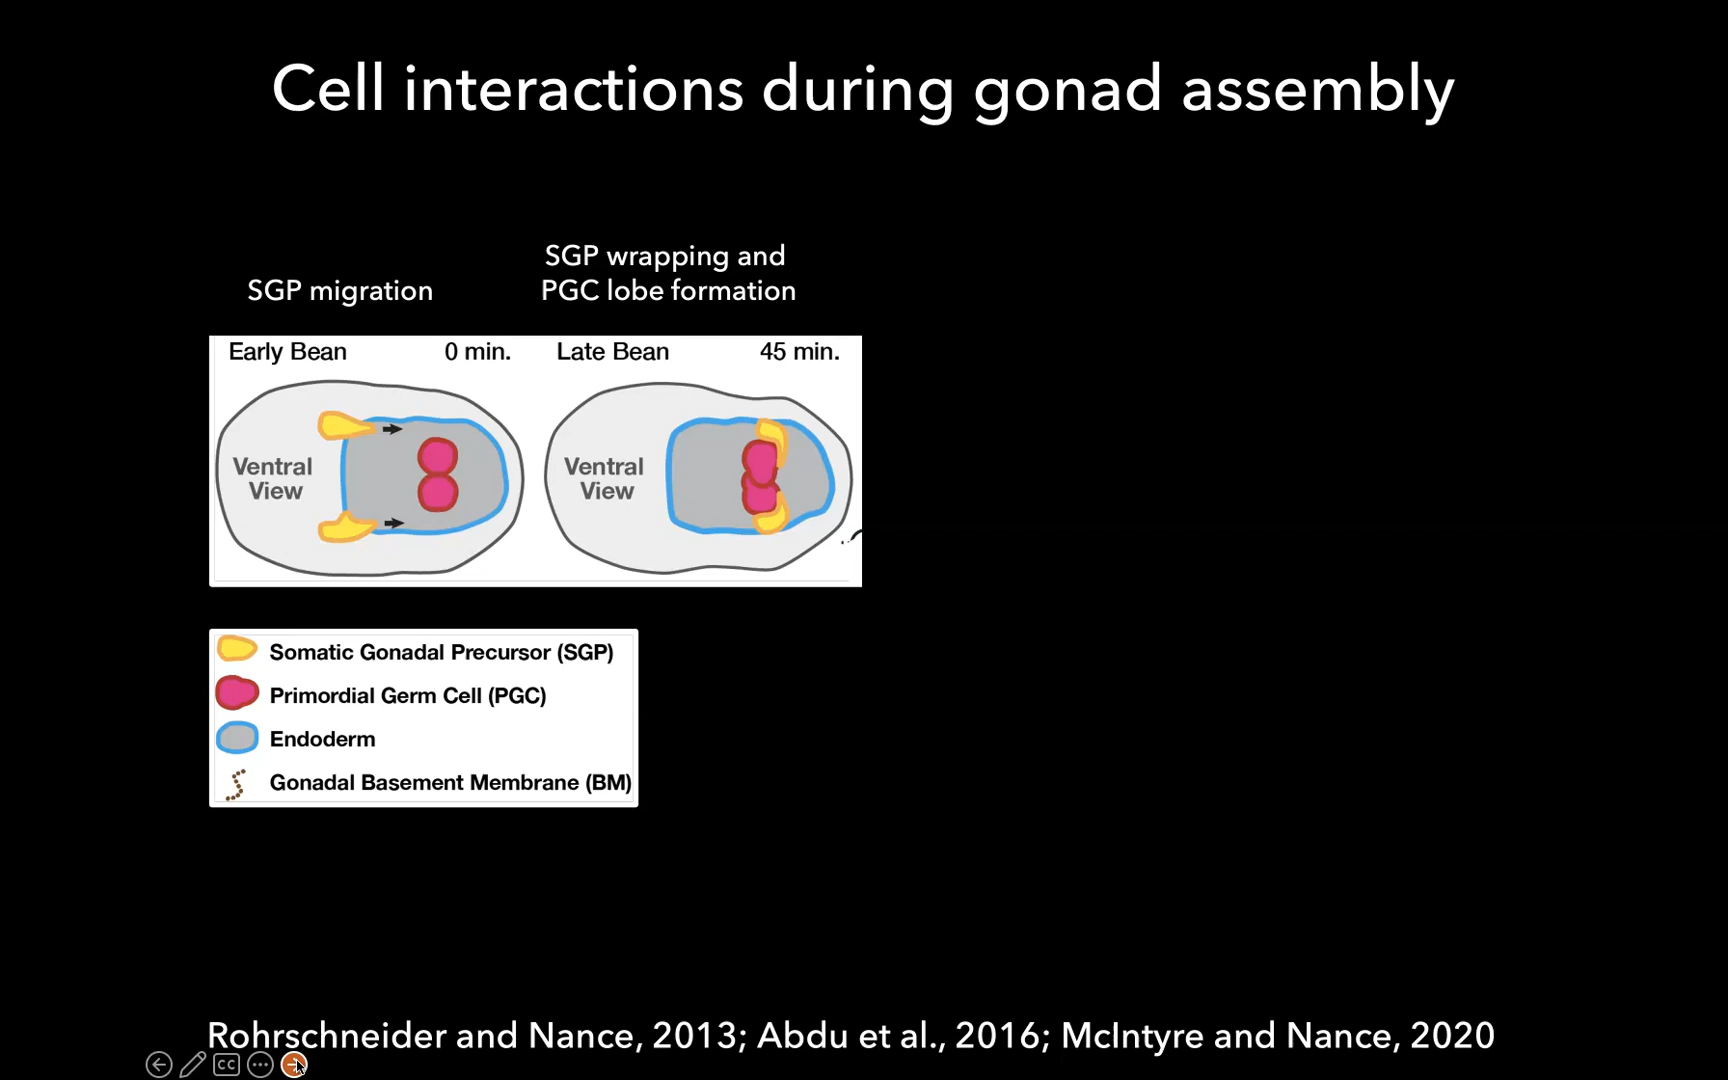 Cell interactions during gonad assembly
SGP migration
SGP wrapping and
PGC lobe formation
Early Bean 0 min.
Late Bean 45 min.
Ventral
View
Ventral
View
Somatic Gonadal Precursor (SGP)
Primordial Germ Cell (PGC)
Endoderm
Gonadal Basement Membrane (BM)
Rohrschneider and Nance, 2013; Abdu et al., 2016; McIntyre and Nance, 2020
CC